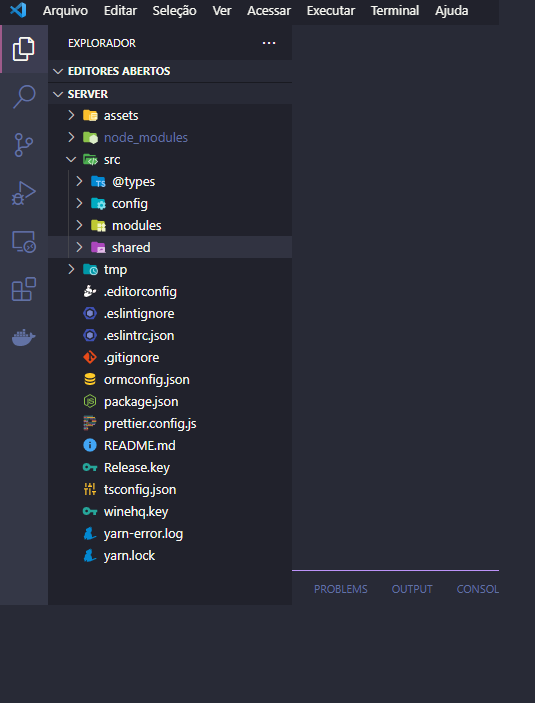 Arquivo Editar Seleção Ver Acessar Executar Terminal Ajuda
EXPLORADOR
EDITORES ABERTOS
SERVER
assets
node_modules
src
@types
config
modules
shared
tmp
.editorconfig
.eslintignore
.eslintrc.json
.gitignore
ormconfig.json
package.json
prettier.config.js
README.md
Release.key
tsconfig.json
winehq.key
yarn-error.log
yarn.lock
PROBLEMS OUTPUT CONSOL